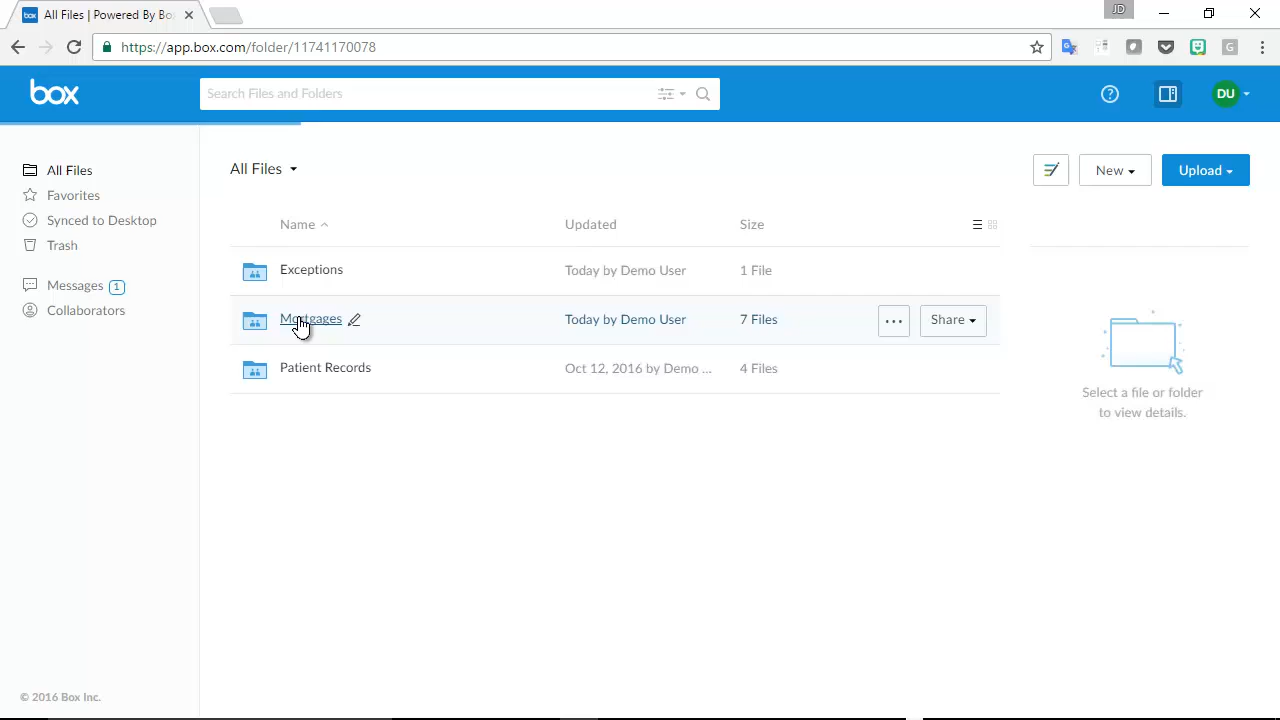 All Files | Powered By Bo
JD
https://app.box.com/folder/11741170078
G
box
Search Files and Folders
DU
All Files
Favorites
Synced to Desktop
Trash
Messages 1
Collaborators
All Files
New
Upload
Name Updated Size
Exceptions Today by Demo User 1 File
Mortgages Today by Demo User 7 Files ... Share
Patient Records Oct 12, 2016 by Demo ... 4 Files
Select a file or folder
to view details.
© 2016 Box Inc.